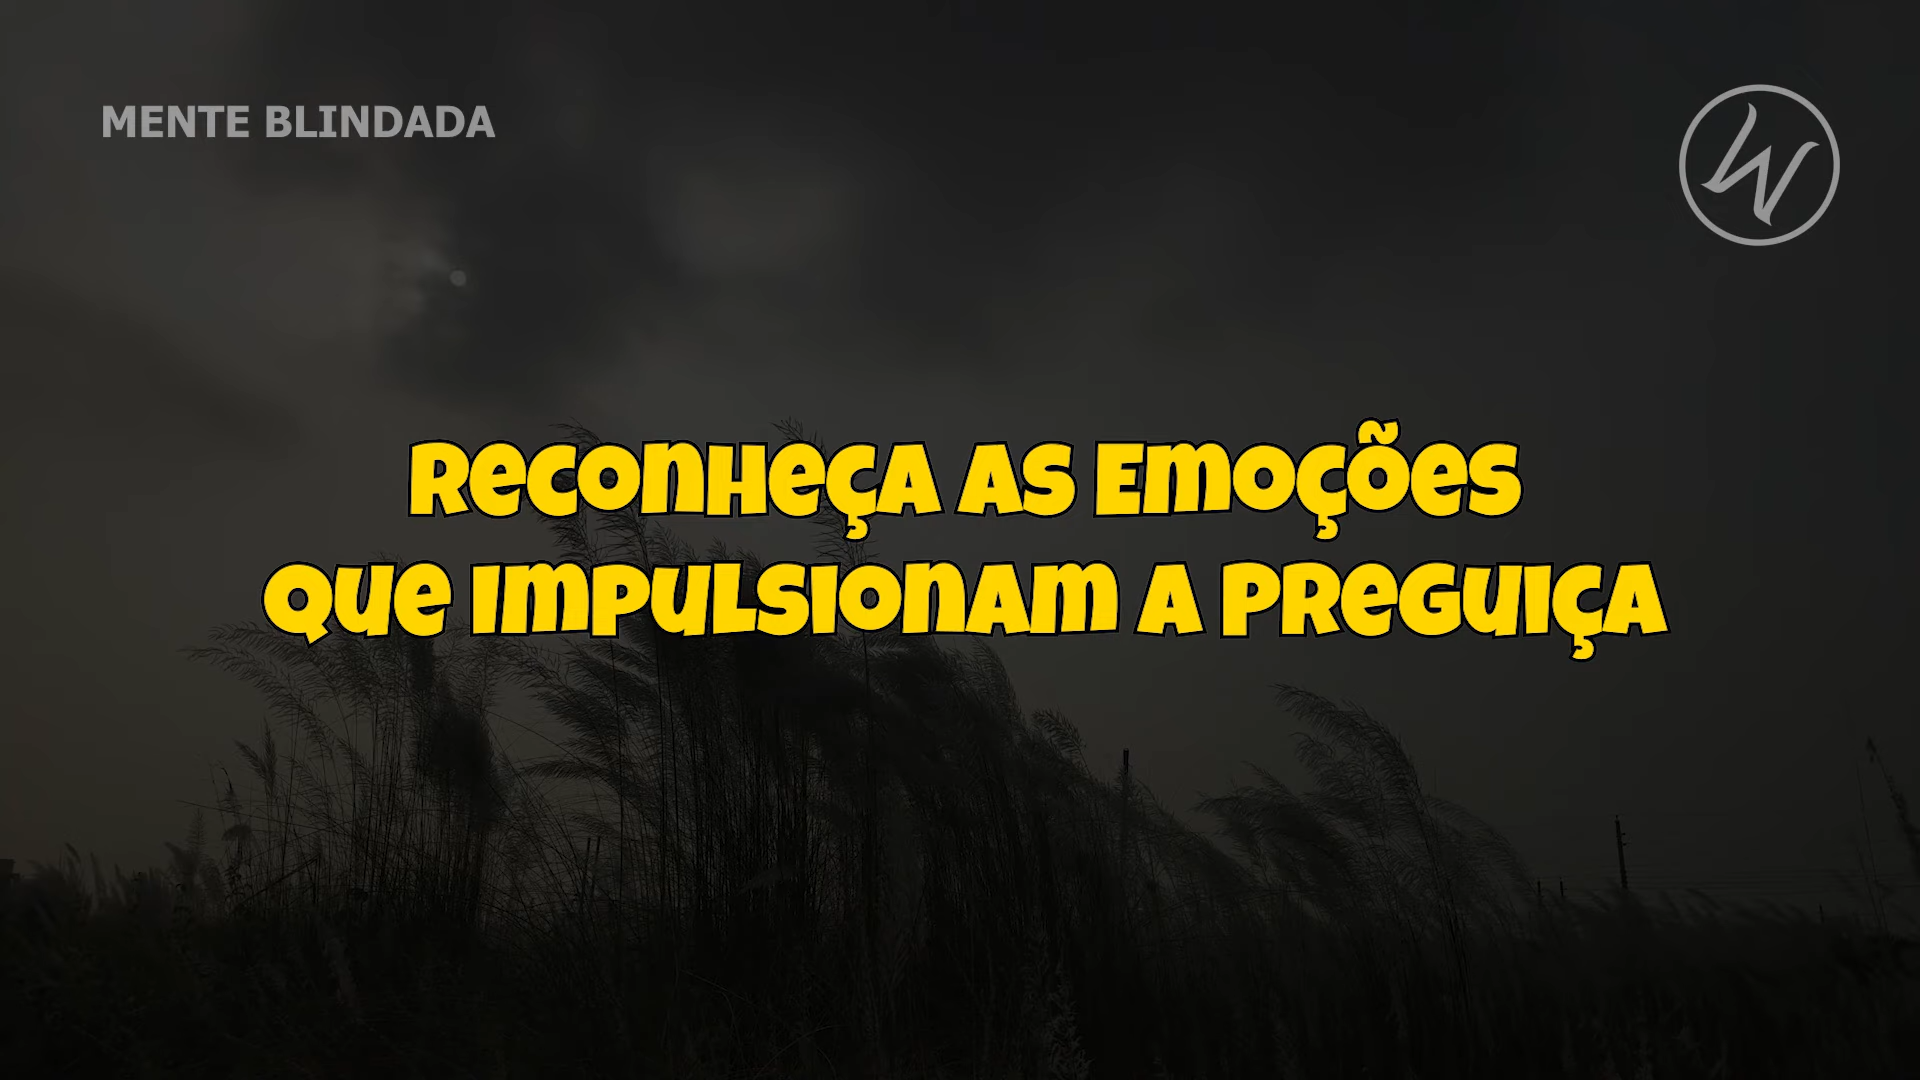 MENTE BLINDADA
W
Reconheça as Emoções
que Impulsionam a Preguiça